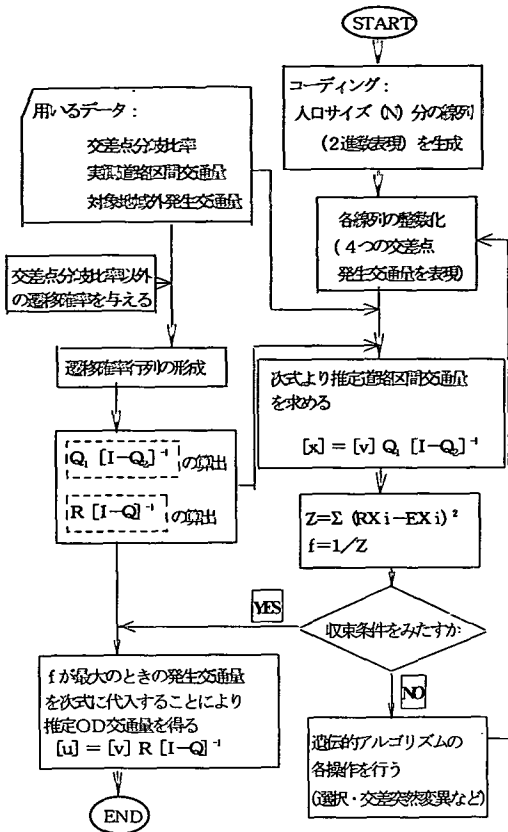 START
コーディング：
人口サイズ（N）分の線列
（2進数表現）を生成
用いるデータ：
交差点分岐比率
実際道路区間交通量
対象地域外発生交通量
各線列の整数化
（4つの交差点
発生交通量を表現）
交差点分岐比率以外
の遷移確率を与える
遷移確率行列の形成
次式より推定道路区間交通量
を求める
[x] = [v] Q₁ [I−Q₂]⁻¹
Q₁ [I−Q₂]⁻¹ の算出
R [I−Q]⁻¹ の算出
Z=Σ (RXi−EXi)²
f=1/Z
収束条件をみたすか
YES
NO
fが最大のときの発生交通量
を次式に代入することにより
推定OD交通量を得る
[u] = [v] R [I−Q]⁻¹
遺伝的アルゴリズムの
各操作を行う
(選択・交差突然変異など)
END